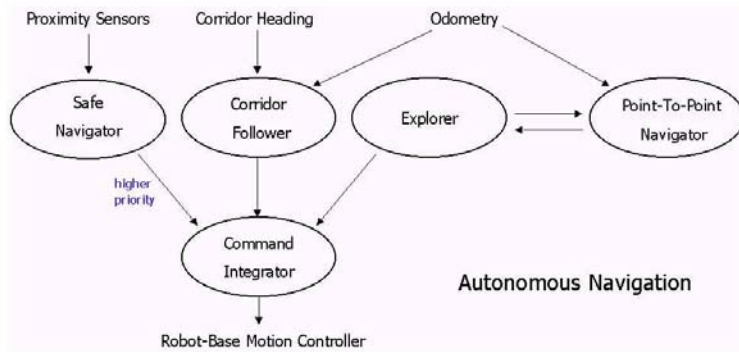 Proximity Sensors
Corridor Heading
Odometry
Safe
Navigator
Corridor
Follower
Explorer
Point-To-Point
Navigator
higher
priority
Command
Integrator
Autonomous Navigation
Robot-Base Motion Controller